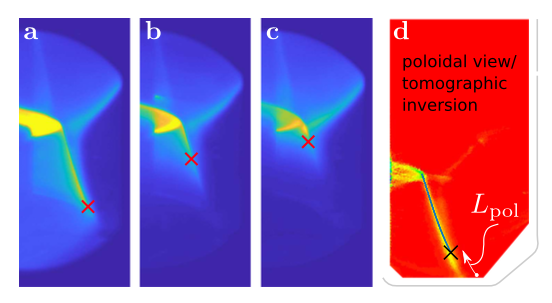 a
b
c
d
poloidal view/
tomographic
inversion
L_pol